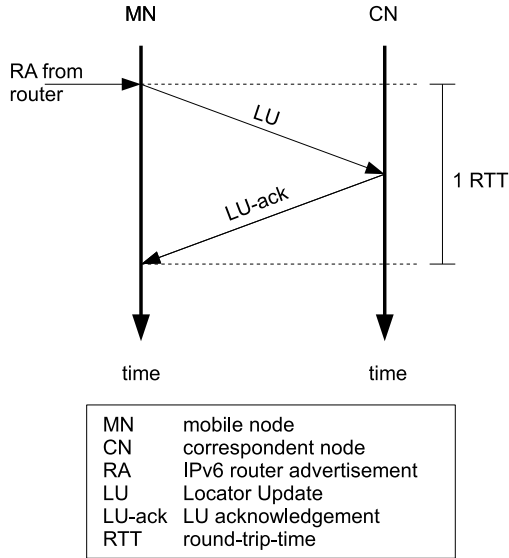 MN CN
RA from
router
LU
1 RTT
LU-ack
time time
MN mobile node
CN correspondent node
RA IPv6 router advertisement
LU Locator Update
LU-ack LU acknowledgement
RTT round-trip-time